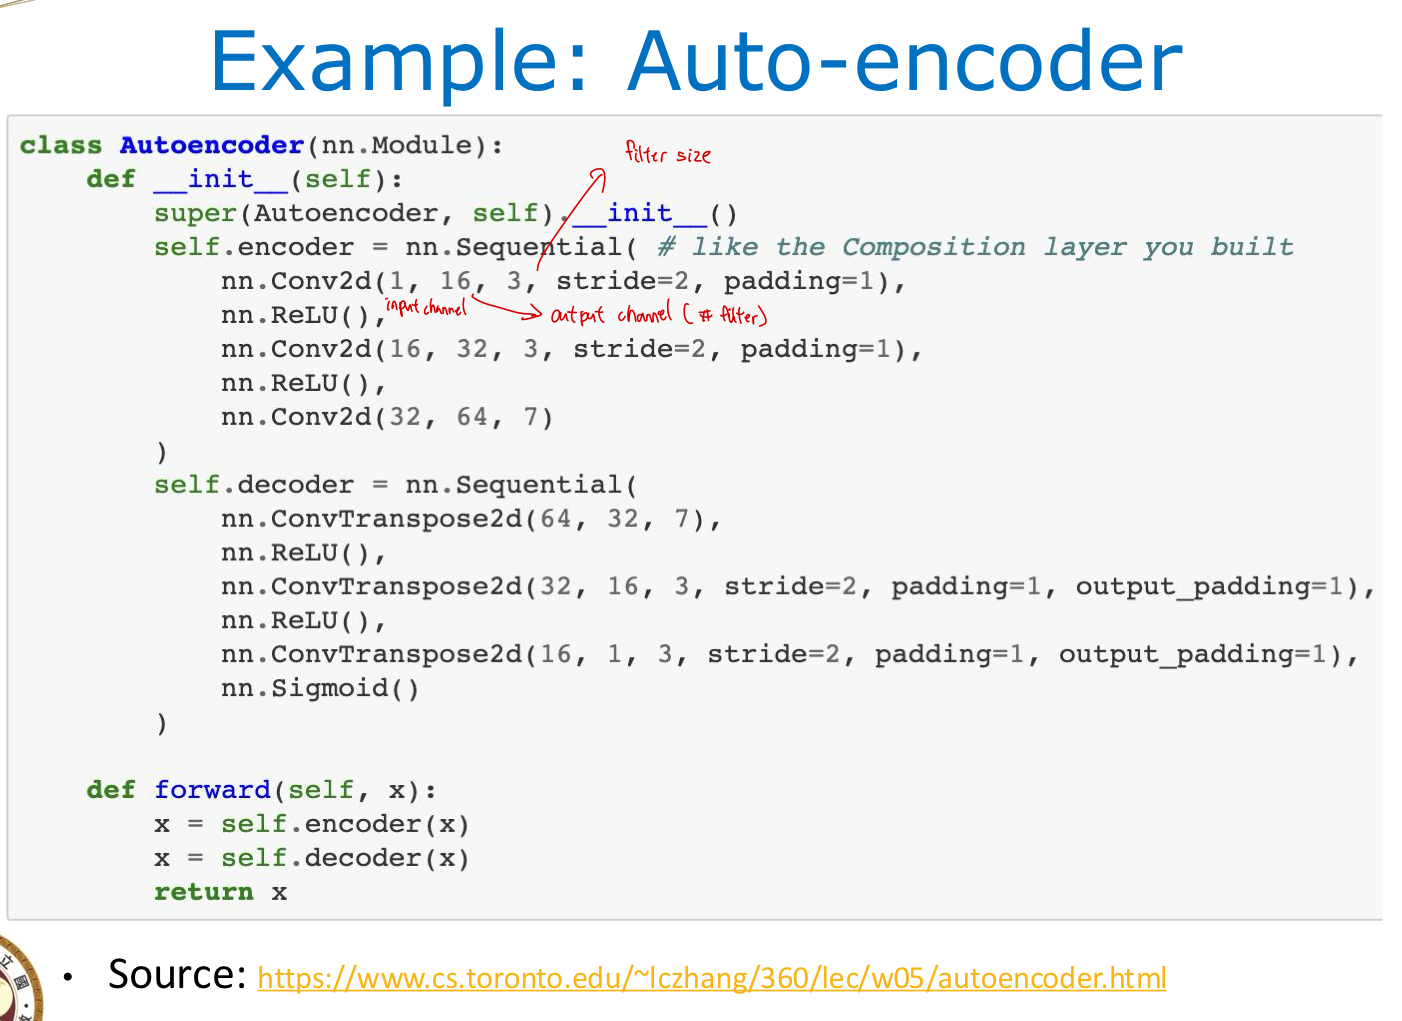 Example: Auto-encoder
class Autoencoder(nn.Module):
filter size
def __init__(self):
super(Autoencoder, self).__init__()
self.encoder = nn.Sequential( # like the Composition layer you built
nn.Conv2d(1, 16, 3, stride=2, padding=1),
nn.ReLU(),
input channel
output channel (# filter)
nn.Conv2d(16, 32, 3, stride=2, padding=1),
nn.ReLU(),
nn.Conv2d(32, 64, 7)
)
self.decoder = nn.Sequential(
nn.ConvTranspose2d(64, 32, 7),
nn.ReLU(),
nn.ConvTranspose2d(32, 16, 3, stride=2, padding=1, output_padding=1),
nn.ReLU(),
nn.ConvTranspose2d(16, 1, 3, stride=2, padding=1, output_padding=1),
nn.Sigmoid()
)
def forward(self, x):
x = self.encoder(x)
x = self.decoder(x)
return x
• Source: https://www.cs.toronto.edu/~lczhang/360/lec/w05/autoencoder.html
立國